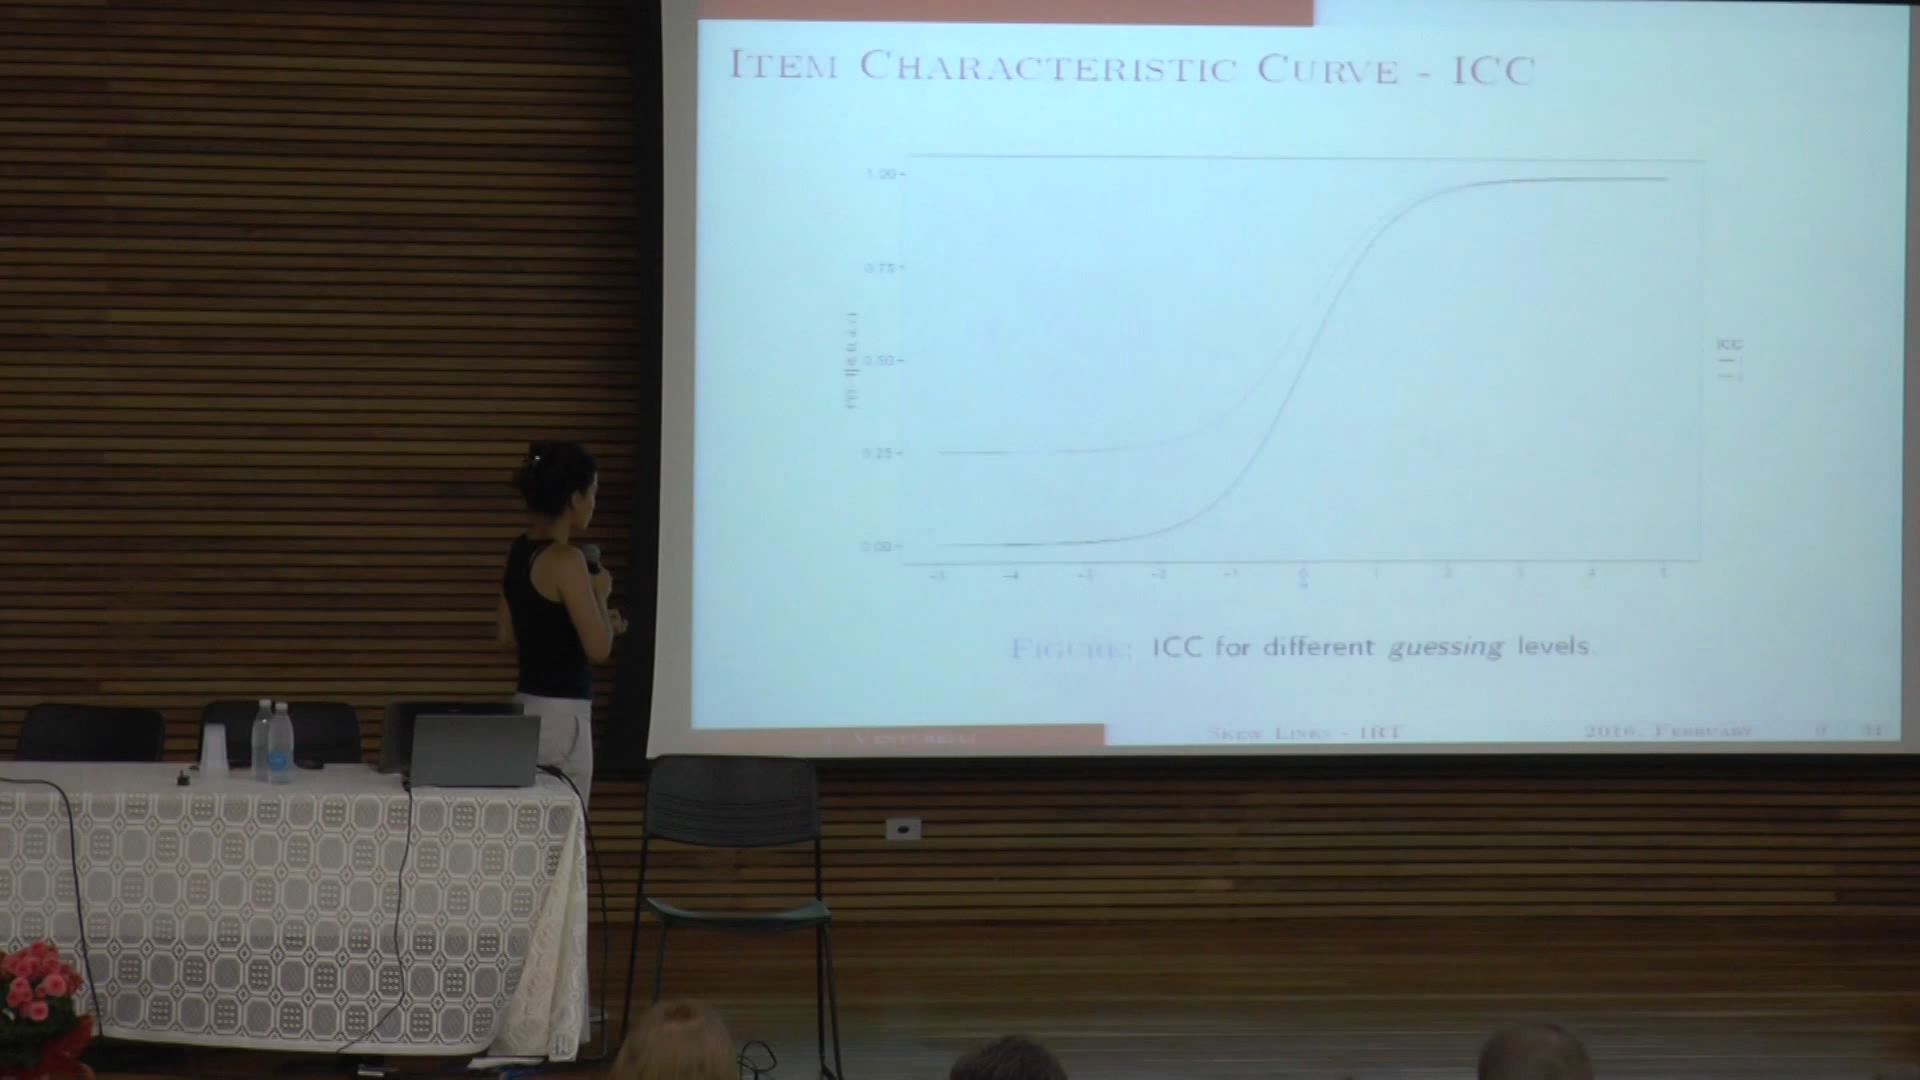 ITEM CHARACTERISTIC CURVE - ICC
1.00
0.75
0.50
0.25
0.00
-5 -4 -3 -2 -1 0 1 2 3 4 5
ICC
FIGURE: ICC for different guessing levels
SKEW LINKS - IRT 2016, FEBRUARY